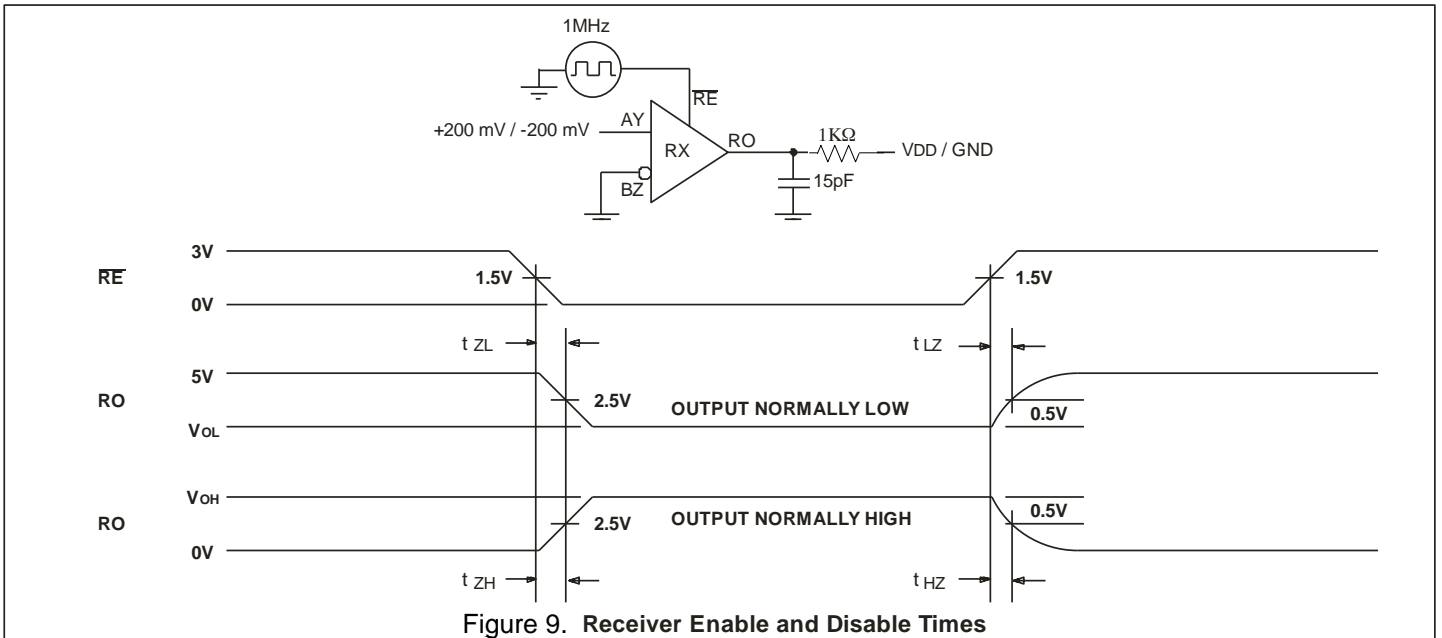 1MHz
RE
+200 mV / -200 mV
AY
RO
1KΩ
VDD / GND
RX
BZ
15pF
3V
RE
1.5V
1.5V
0V
t ZL
t LZ
5V
RO
2.5V
OUTPUT NORMALLY LOW
0.5V
VOL
VOH
RO
2.5V
OUTPUT NORMALLY HIGH
0.5V
0V
t ZH
t HZ
Figure 9. Receiver Enable and Disable Times